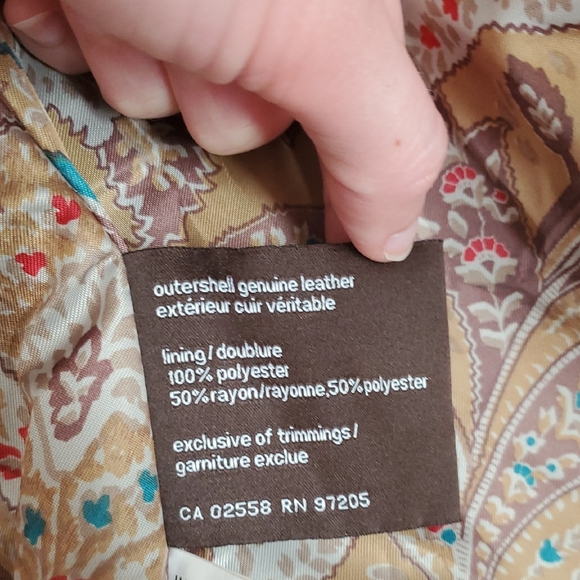 outershell genuine leather
extérieur cuir véritable
lining/doublure
100% polyester
50%rayon/rayonne,50%polyester
exclusive of trimmings/
garniture exclue
CA 02558 RN 97205